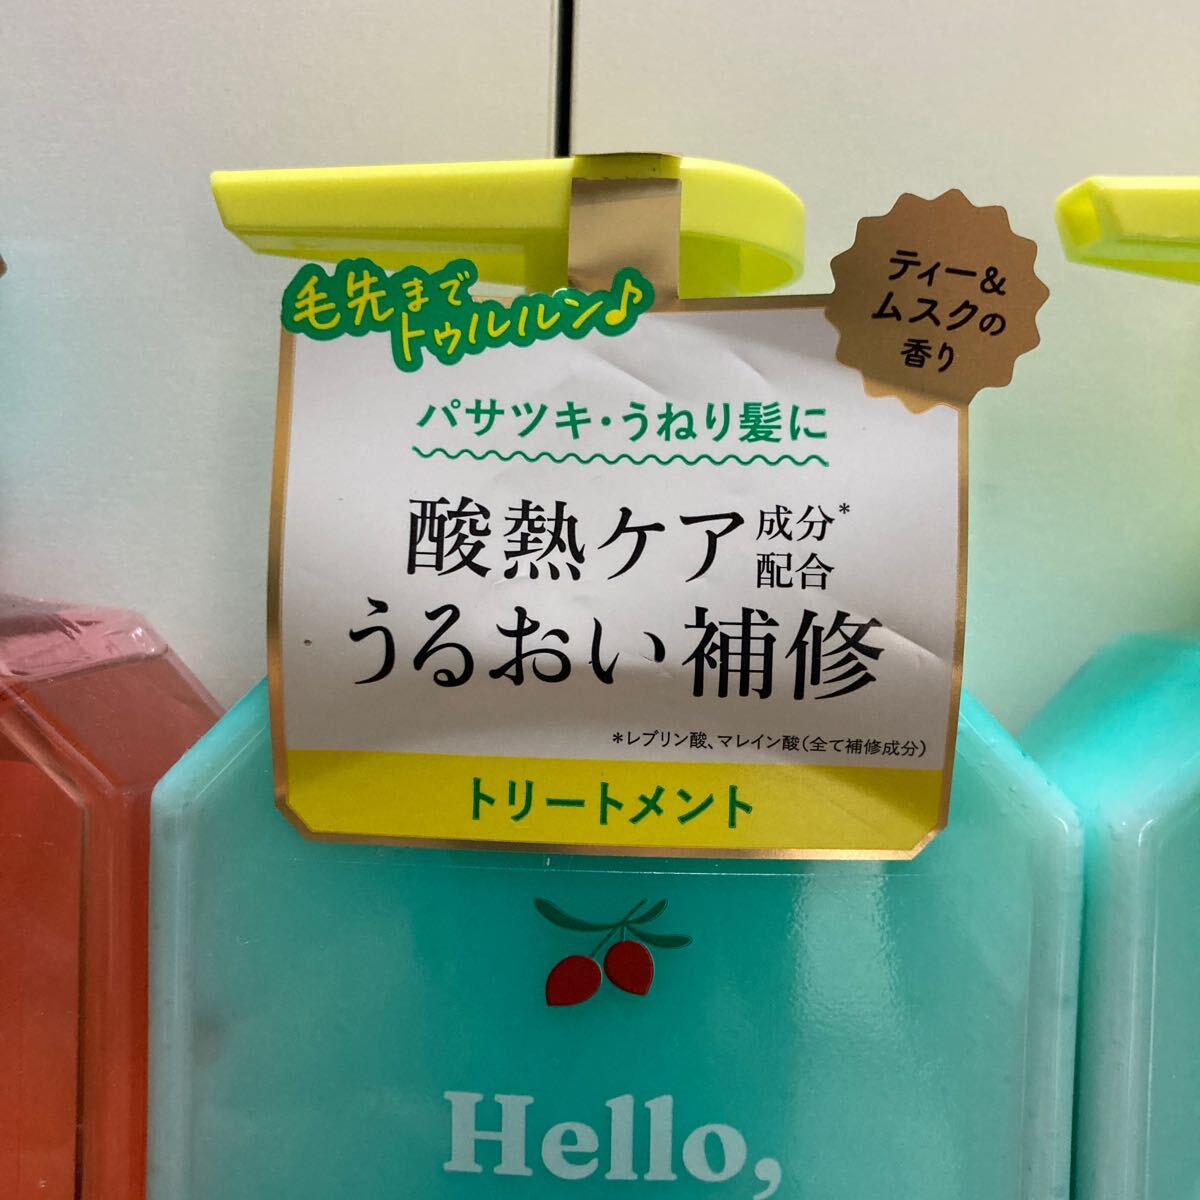 毛先まで
トゥルルルン♪
ティー&
ムスクの
香り
パサツキ・うねり髪に
酸熱ケア成分*
配合
うるおい補修
*レブリン酸、マレイン酸(全て補修成分)
トリートメント
Hello,